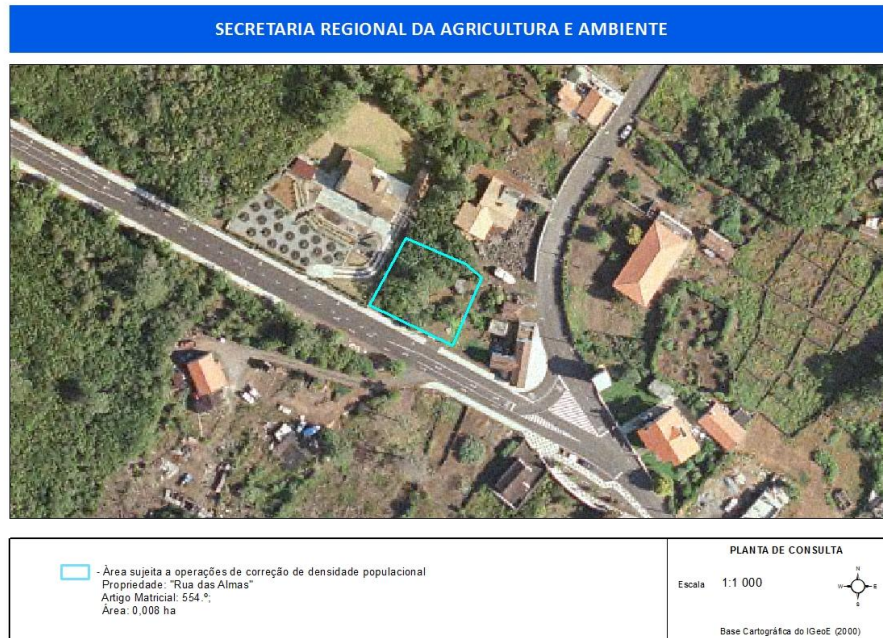 SECRETARIA REGIONAL DA AGRICULTURA E AMBIENTE
- Àrea sujeita a operações de correção de densidade populacional
Propriedade: "Rua das Almas"
Artigo Matricial: 554.º;
Área: 0,008 ha
PLANTA DE CONSULTA
Escala 1:1 000
N
W E
S
Base Cartográfica do IGeoE (2000)